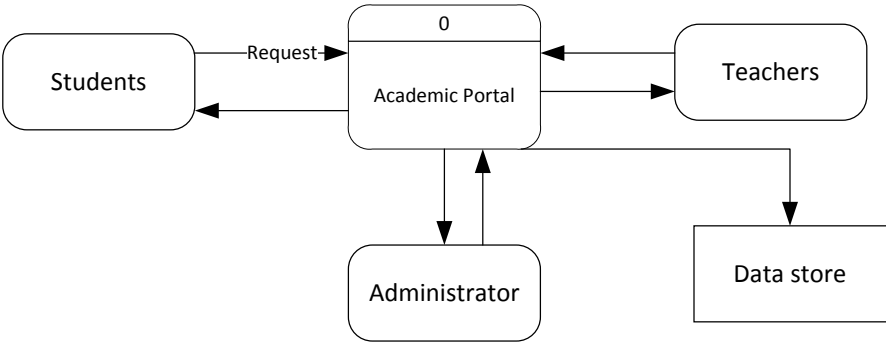 0
Students
Request
Academic Portal
Teachers
Administrator
Data store